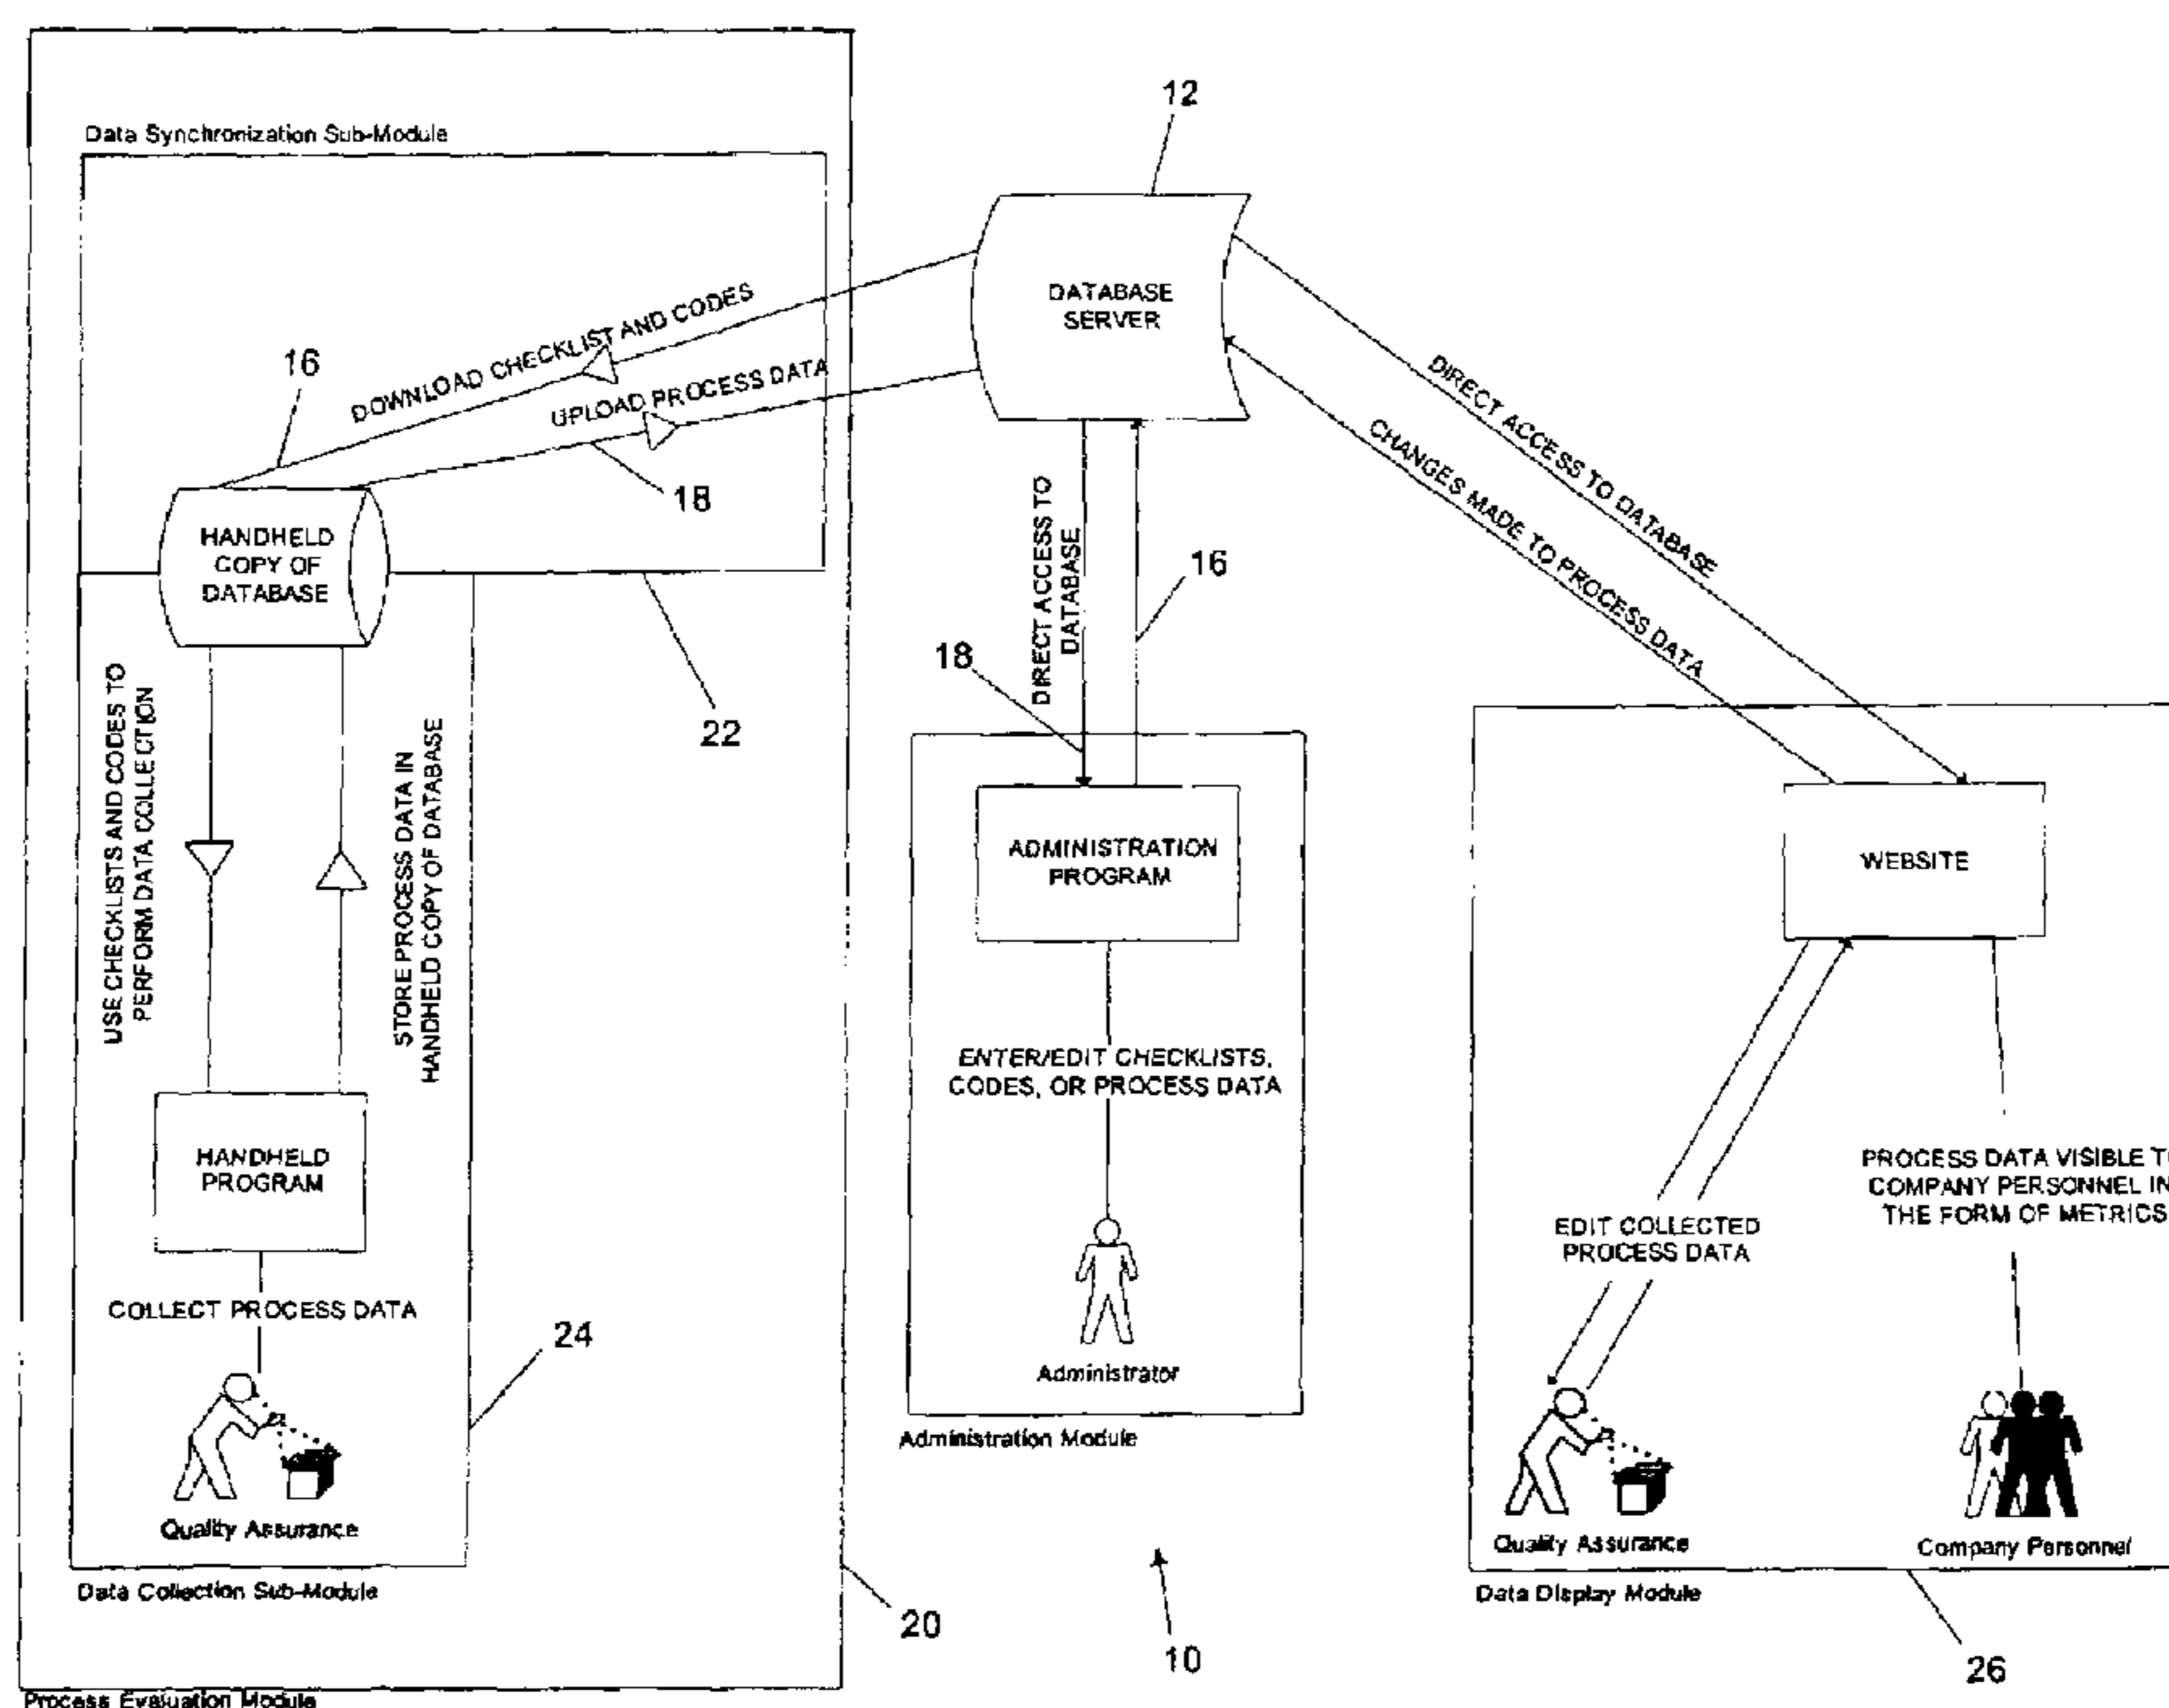 12
Data Synchronization Sub-Module
DATABASE
SERVER
DOWNLOAD CHECKLIST AND CODES
16
UPLOAD PROCESS DATA
18
DIRECT ACCESS TO DATABASE
CHANGES MADE TO PROCESS DATA
HANDHELD
COPY OF
DATABASE
DIRECT ACCESS TO
DATABASE
16
18
22
USE CHECKLISTS AND CODES TO
PERFORM DATA COLLECTION
STORE PROCESS DATA IN
HANDHELD COPY OF DATABASE
ADMINISTRATION
PROGRAM
WEBSITE
ENTER/EDIT CHECKLISTS,
CODES, OR PROCESS DATA
HANDHELD
PROGRAM
PROCESS DATA VISIBLE T
COMPANY PERSONNEL IN
THE FORM OF METRICS
EDIT COLLECTED
PROCESS DATA
COLLECT PROCESS DATA
24
Administrator
Administration Module
Quality Assurance
Quality Assurance
Company Personnel
Data Collection Sub-Module
Data Display Module
20
10
26
Process Evaluation Module